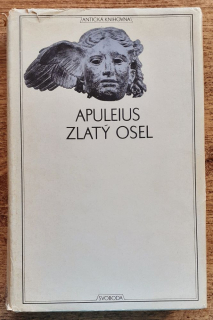 ANTICKÁ KNIHOVNA
APULEIUS
ZLATÝ OSEL
SVOBODA